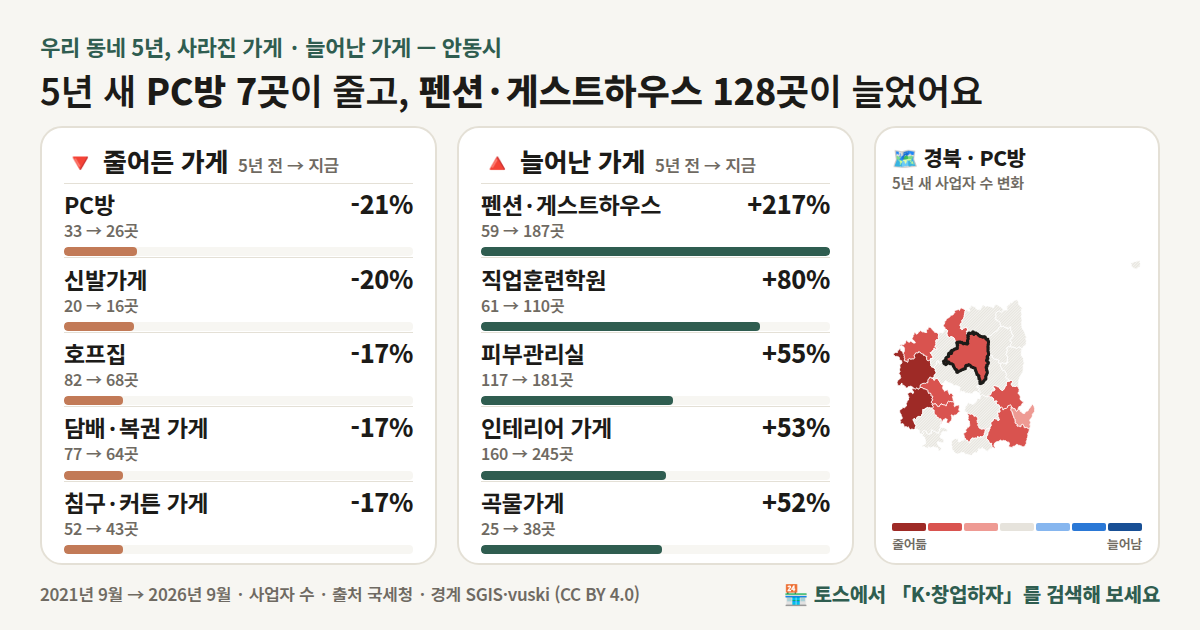 우리 동네 5년, 사라진 가게 · 늘어난 가게 — 안동시
5년 새 PC방 7곳이 줄고, 펜션·게스트하우스 128곳이 늘었어요
줄어든 가게 5년 전 → 지금
PC방 -21%
33 → 26곳
신발가게 -20%
20 → 16곳
호프집 -17%
82 → 68곳
담배·복권 가게 -17%
77 → 64곳
침구·커튼 가게 -17%
52 → 43곳
늘어난 가게 5년 전 → 지금
펜션·게스트하우스 +217%
59 → 187곳
직업훈련학원 +80%
61 → 110곳
피부관리실 +55%
117 → 181곳
인테리어 가게 +53%
160 → 245곳
곡물가게 +52%
25 → 38곳
경북 · PC방
5년 새 사업자 수 변화
줄어듦 늘어남
2021년 9월 → 2026년 9월 · 사업자 수 · 출처 국세청 · 경계 SGIS·vuski (CC BY 4.0)
토스에서 「K·창업하자」를 검색해 보세요